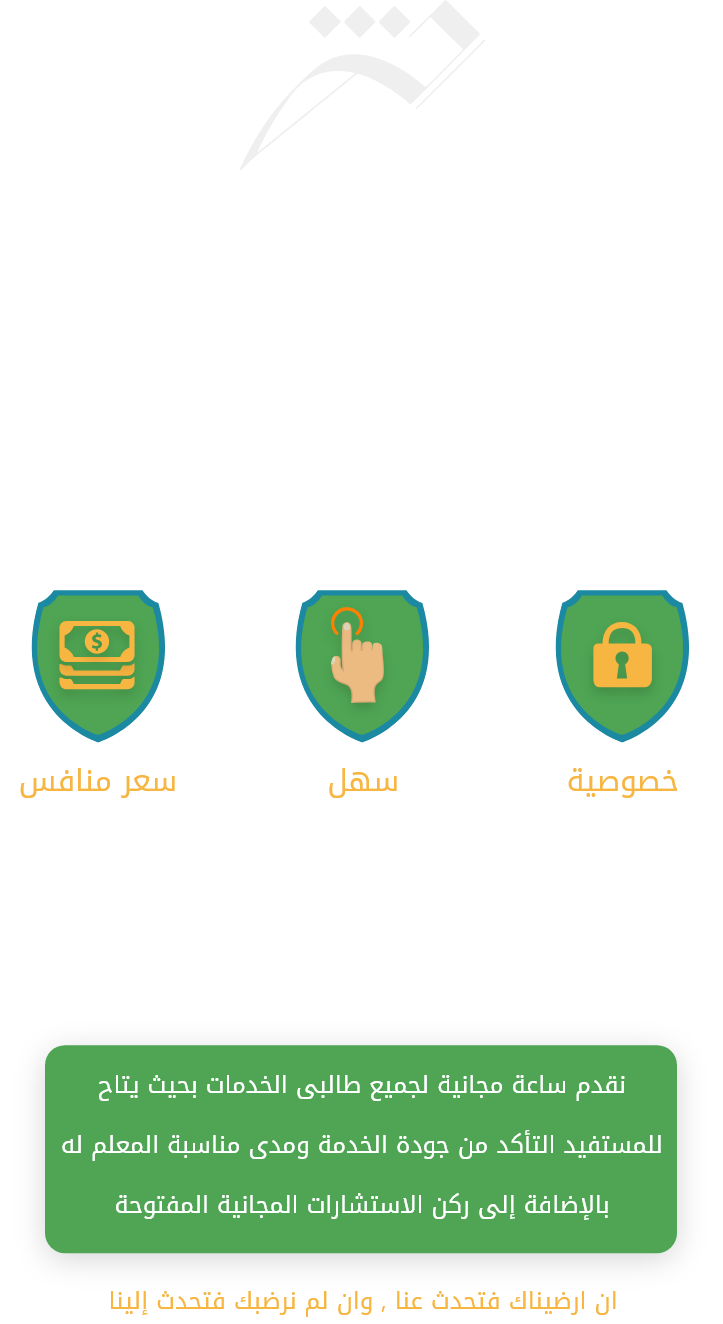 خصوصية
سهل
سعر منافس
نقدم ساعة مجانية لجميع طالبى الخدمات بحيث يتاح
للمستفيد التأكد من جودة الخدمة ومدى مناسبة المعلم له
بالإضافة إلى ركن الاستشارات المجانية المفتوحة
ان ارضيناك فتحدث عنا , وان لم نرضبك فتحدث إلينا